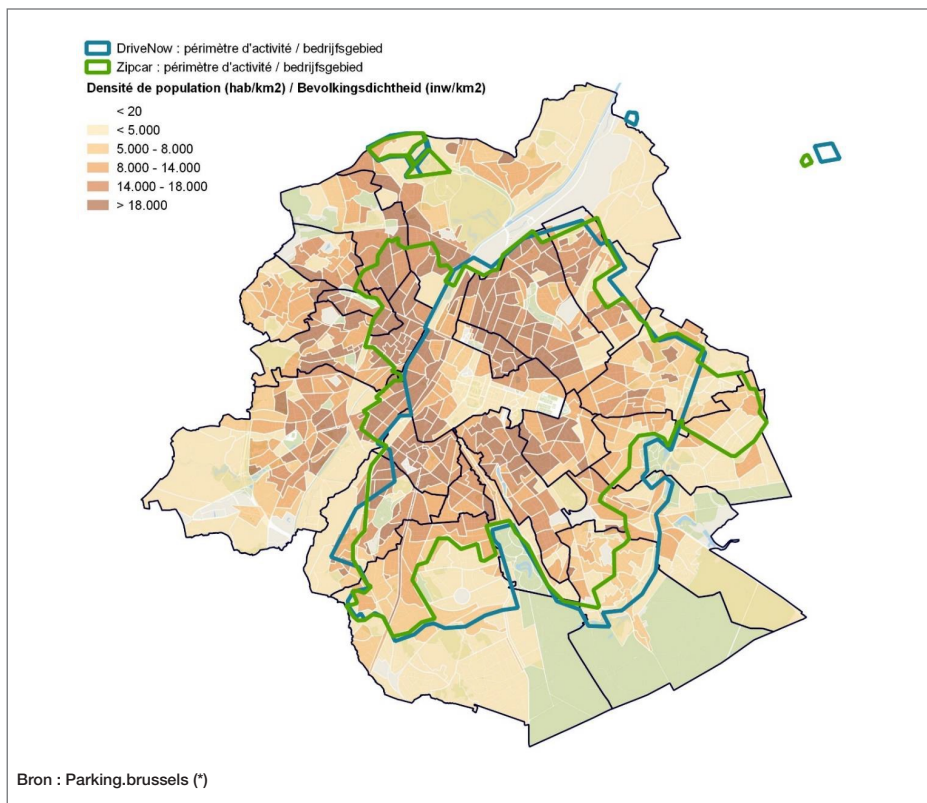 DriveNow : périmètre d'activité / bedrijfsgebied
Zipcar : périmètre d'activité / bedrijfsgebied
Densité de population (hab/km2) / Bevolkingsdichtheid (inw/km2)
< 20
< 5.000
5.000 - 8.000
8.000 - 14.000
14.000 - 18.000
> 18.000
Bron : Parking.brussels (*)